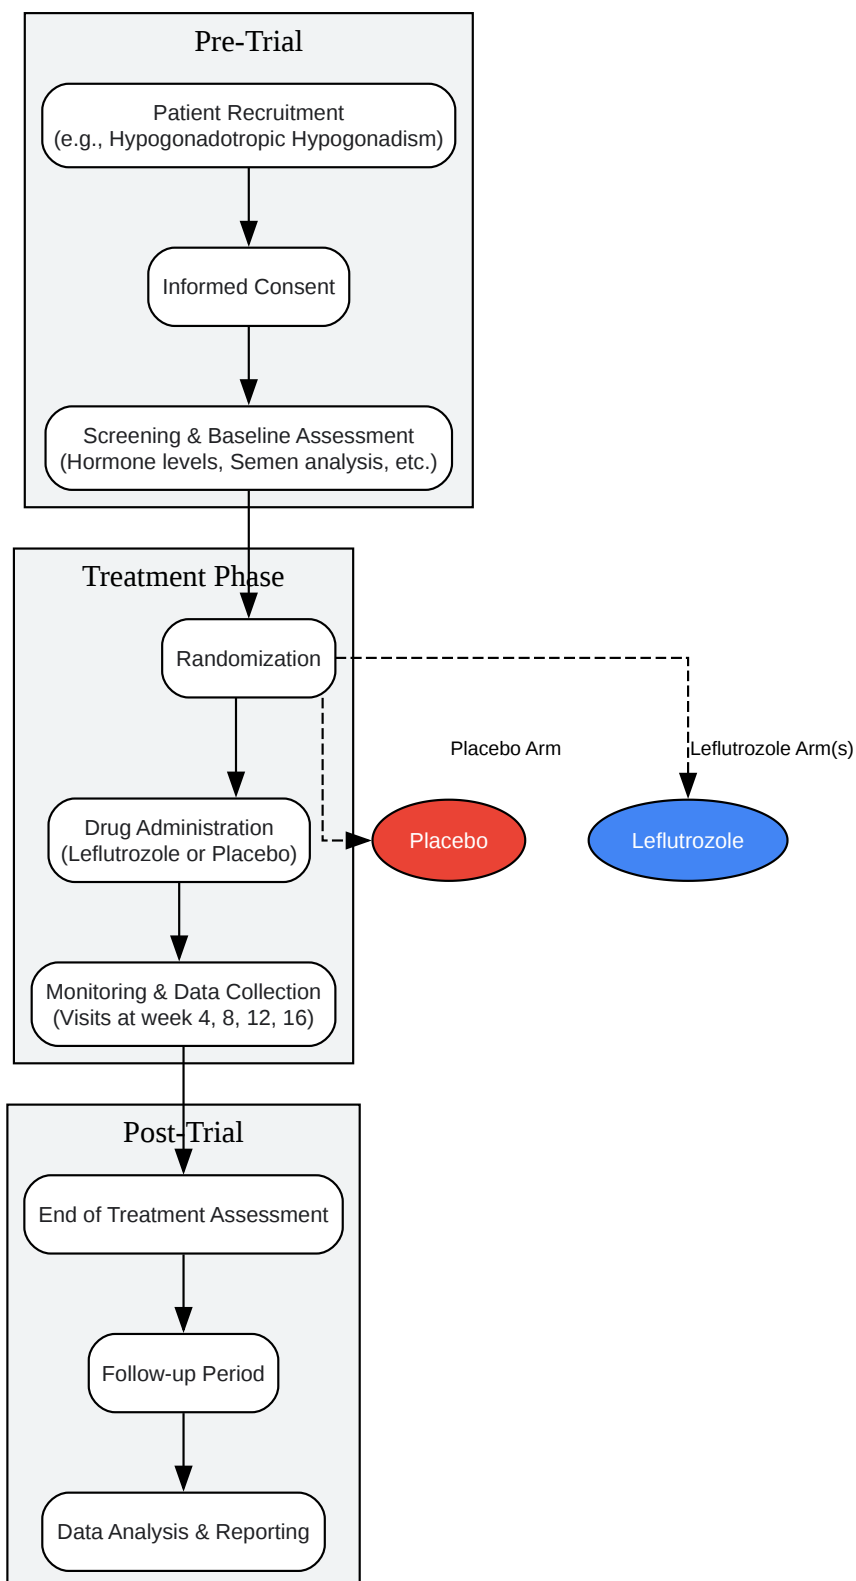 Pre-Trial
Patient Recruitment
(e.g., Hypogonadotropic Hypogonadism)
Informed Consent
Screening & Baseline Assessment
(Hormone levels, Semen analysis, etc.)
Treatment Phase
Randomization
Placebo Arm
Leflutrozole Arm(s)
Drug Administration
(Leflutrozole or Placebo)
Placebo
Leflutrozole
Monitoring & Data Collection
(Visits at week 4, 8, 12, 16)
Post-Trial
End of Treatment Assessment
Follow-up Period
Data Analysis & Reporting